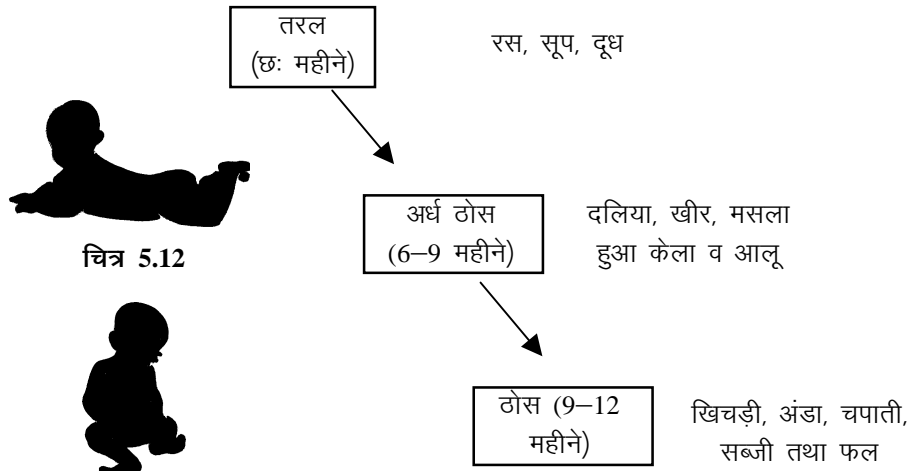 तरल
(छः महीने)
रस, सूप, दूध
अर्ध ठोस
(6–9 महीने)
दलिया, खीर, मसला
हुआ केला व आलू
चित्र 5.12
ठोस (9–12
महीने)
खिचड़ी, अंडा, चपाती,
सब्जी तथा फल